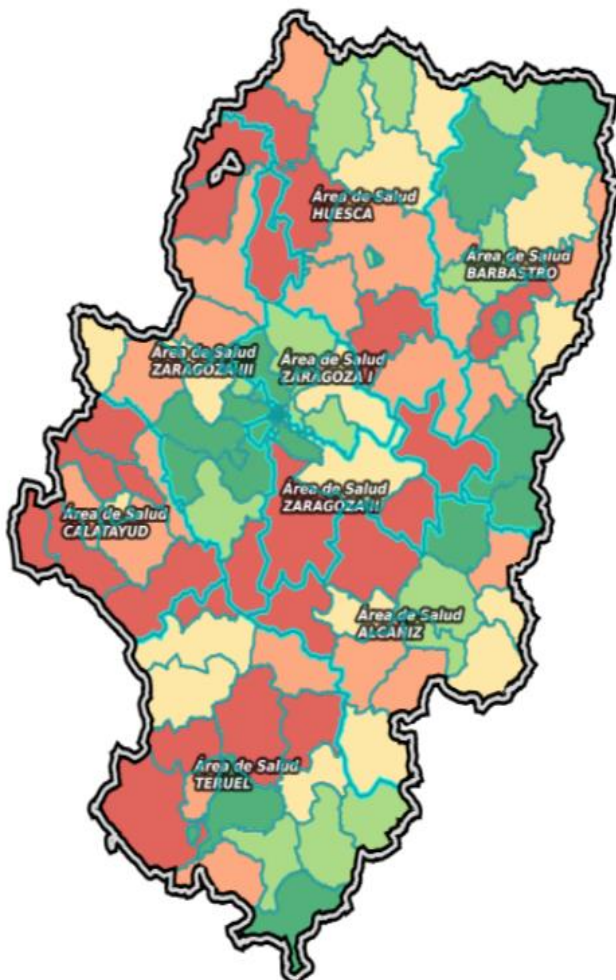 Área de Salud
HUESCA
Área de Salud
BARBASTRO
Área de Salud
ZARAGOZA III
Área de Salud
ZARAGOZA I
Área de Salud
ZARAGOZA II
Área de Salud
CALATAYUD
Área de Salud
ALCAÑIZ
Área de Salud
TERUEL